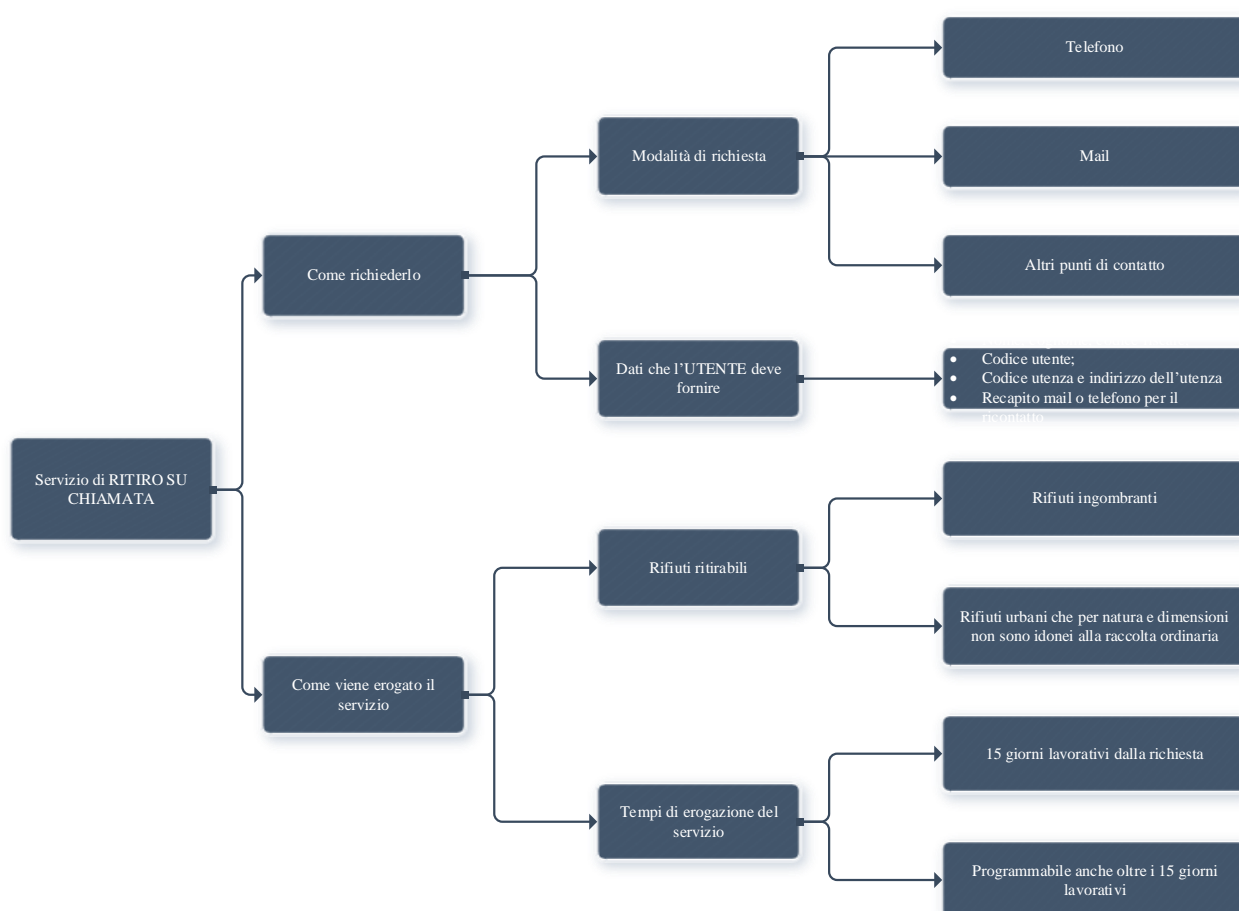 Telefono
Modalità di richiesta
Mail
Come richiederlo
Altri punti di contatto
Dati che l’UTENTE deve
fornire
• Codice utente;
• Codice utenza e indirizzo dell’utenza
• Recapito mail o telefono per il
ricontatto
Servizio di RITIRO SU
CHIAMATA
Rifiuti ingombranti
Rifiuti ritirabili
Rifiuti urbani che per natura e dimensioni
non sono idonei alla raccolta ordinaria
Come viene erogato il
servizio
15 giorni lavorativi dalla richiesta
Tempi di erogazione del
servizio
Programmabile anche oltre i 15 giorni
lavorativi